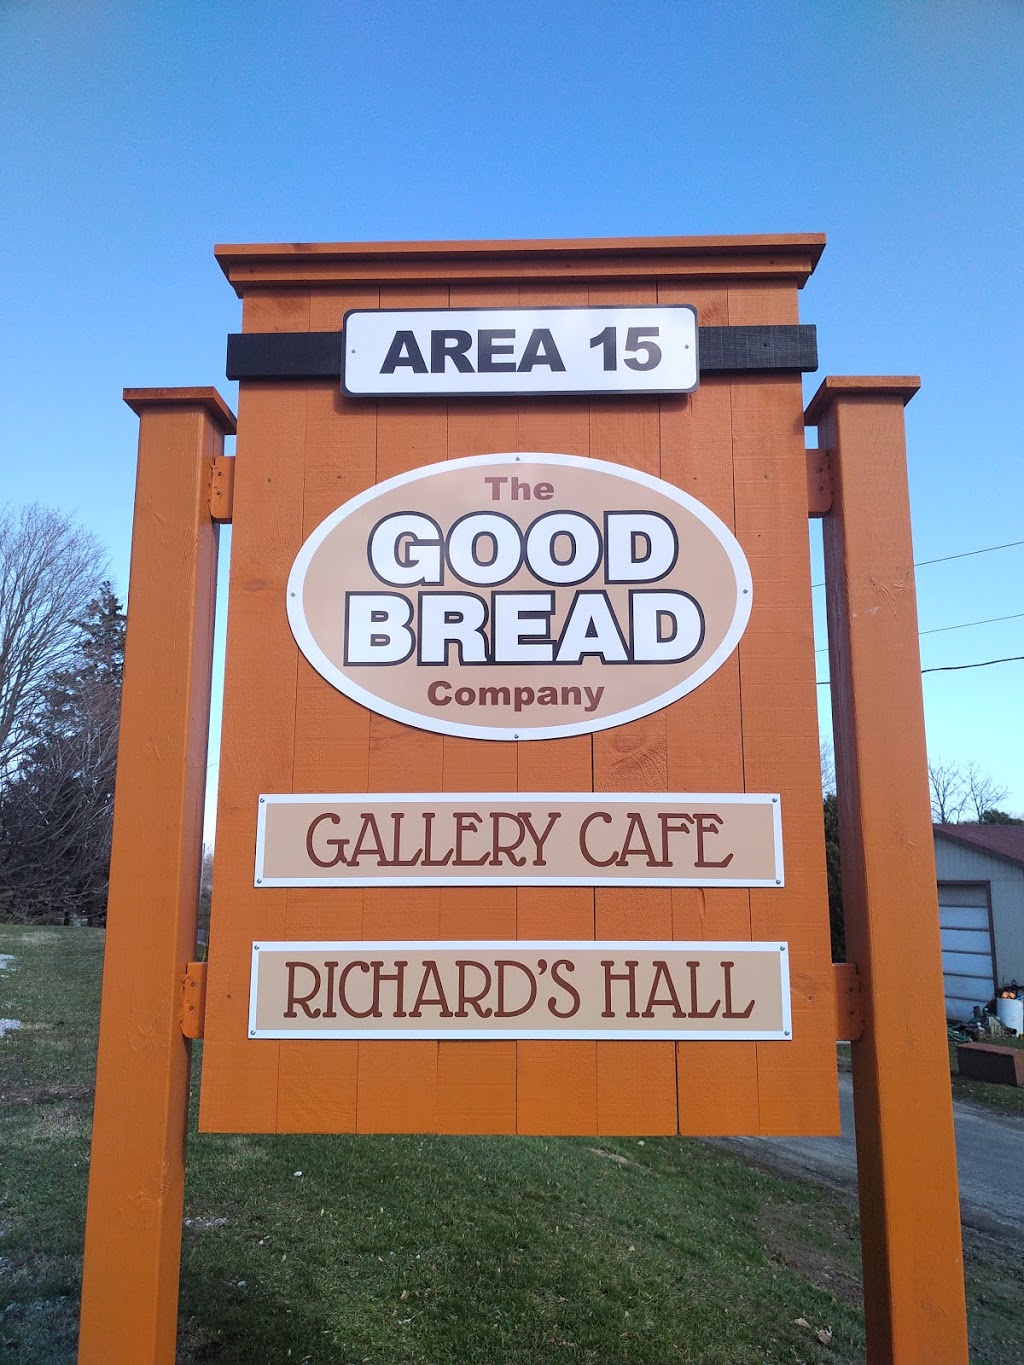 AREA 15
The
GOOD
BREAD
Company
GALLERY CAFE
RICHARD'S HALL